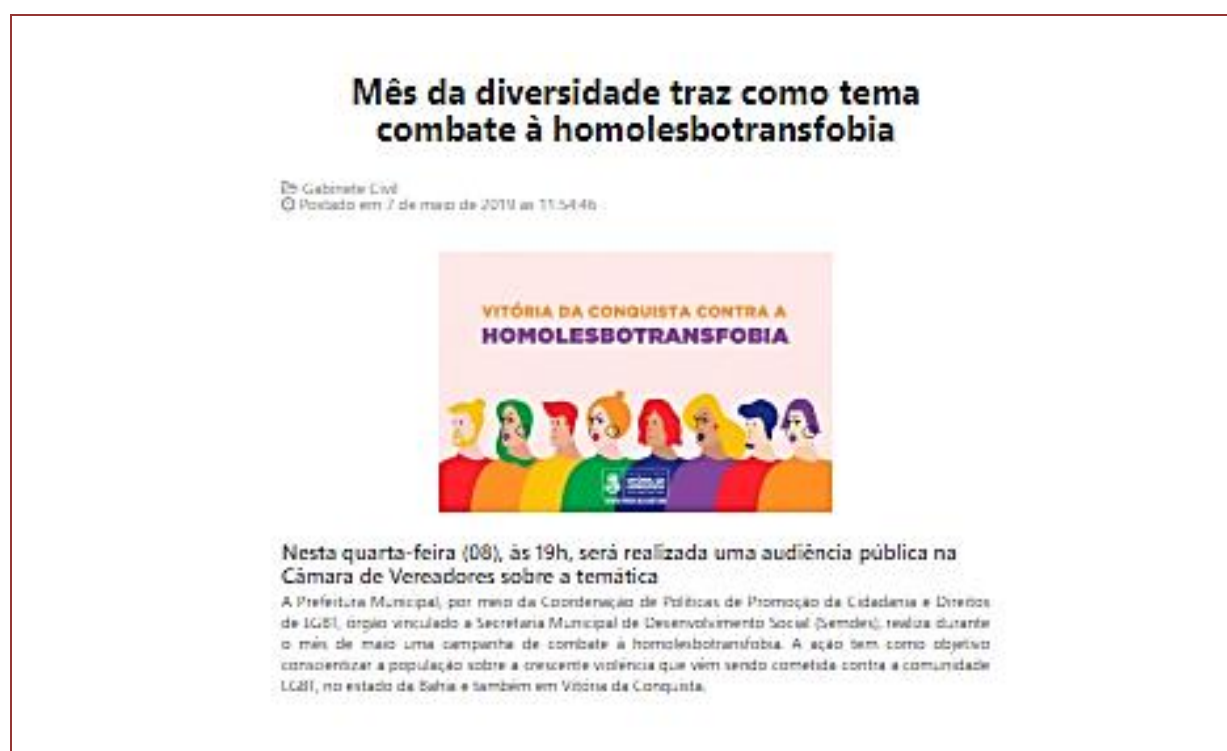 Mês da diversidade traz como tema
combate à homolesbotransfobia
Gabinete Civil
Postado em 7 de maio de 2019 as 11:54:46
VITÓRIA DA CONQUISTA CONTRA A
HOMOLESBOTRANSFOBIA
Nesta quarta-feira (08), às 19h, será realizada uma audiência pública na
Câmara de Vereadores sobre a temática
A Prefeitura Municipal, por meio da Coordenação de Políticas de Promoção da Cidadania e Direitos
de LGBT, órgão vinculado a Secretaria Municipal de Desenvolvimento Social (Semdes), realiza durante
o mês de maio uma campanha de combate à homolesbotransfobia. A ação tem como objetivo
conscientizar a população sobre a crescente violência que vêm sendo cometida contra a comunidade
LGBT, no estado da Bahia e também em Vitória da Conquista.